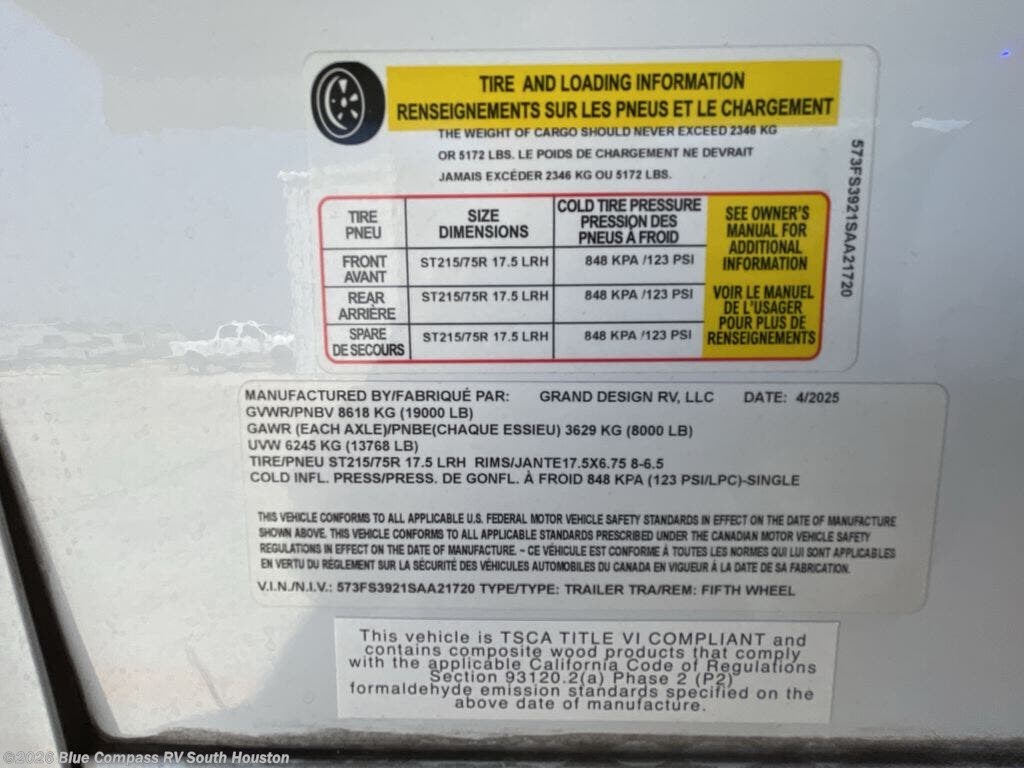 TIRE AND LOADING INFORMATION
RENSEIGNEMENTS SUR LES PNEUS ET LE CHARGEMENT
THE WEIGHT OF CARGO SHOULD NEVER EXCEED 2346 KG
OR 5172 LBS. LE POIDS DE CHARGEMENT NE DEVRAIT
JAMAIS EXCÉDER 2346 KG OU 5172 LBS.
TIRE
PNEU
SIZE
DIMENSIONS
COLD TIRE PRESSURE
PRESSION DES
PNEUS À FROID
SEE OWNER'S
MANUAL FOR
ADDITIONAL
INFORMATION
VOIR LE MANUEL
DE L'USAGER
POUR PLUS DE
RENSEIGNEMENTS
FRONT
AVANT
ST215/75R 17.5 LRH
848 KPA /123 PSI
REAR
ARRIÈRE
ST215/75R 17.5 LRH
848 KPA /123 PSI
SPARE
DE SECOURS
ST215/75R 17.5 LRH
848 KPA /123 PSI
573FS3921SAA21720
MANUFACTURED BY/FABRIQUÉ PAR: GRAND DESIGN RV, LLC DATE: 4/2025
GVWR/PNBV 8618 KG (19000 LB)
GAWR (EACH AXLE)/PNBE(CHAQUE ESSIEU) 3629 KG (8000 LB)
UVW 6245 KG (13768 LB)
TIRE/PNEU ST215/75R 17.5 LRH RIMS/JANTE17.5X6.75 8-6.5
COLD INFL. PRESS/PRESS. DE GONFL. À FROID 848 KPA (123 PSI/LPC)-SINGLE
THIS VEHICLE CONFORMS TO ALL APPLICABLE U.S. FEDERAL MOTOR VEHICLE SAFETY STANDARDS IN EFFECT ON THE DATE OF MANUFACTURE
SHOWN ABOVE. THIS VEHICLE CONFORMS TO ALL APPLICABLE STANDARDS PRESCRIBED UNDER THE CANADIAN MOTOR VEHICLE SAFETY
REGULATIONS IN EFFECT ON THE DATE OF MANUFACTURE. - CE VÉHICULE EST CONFORME À TOUTES LES NORMES QUI LUI SONT APPLICABLES
EN VERTU DU RÈGLEMENT SUR LA SÉCURITÉ DES VÉHICULES AUTOMOBILES DU CANADA EN VIGUEUR À LA DATE DE SA FABRICATION.
V.I.N./N.I.V.: 573FS3921SAA21720 TYPE/TYPE: TRAILER TRA/REM: FIFTH WHEEL
This vehicle is TSCA TITLE VI COMPLIANT and
contains composite wood products that comply
with the applicable California Code of Regulations
Section 93120.2(a) Phase 2 (P2)
formaldehyde emission standards specified on the
above date of manufacture.
©2026 Blue Compass RV South Houston